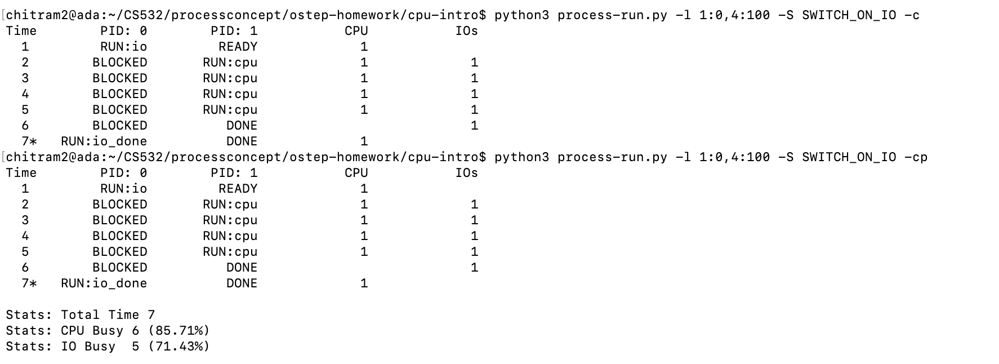 [chitram2@ada:~/CS532/processconcept/ostep-homework/cpu-intro$ python3 process-run.py -l 1:0,4:100 -S SWITCH_ON_IO -c
Time PID: 0 PID: 1 CPU IOs
1 RUN:io READY 1
2 BLOCKED RUN:cpu 1 1
3 BLOCKED RUN:cpu 1 1
4 BLOCKED RUN:cpu 1 1
5 BLOCKED RUN:cpu 1 1
6 BLOCKED DONE 1
7* RUN:io_done DONE 1
[chitram2@ada:~/CS532/processconcept/ostep-homework/cpu-intro$ python3 process-run.py -l 1:0,4:100 -S SWITCH_ON_IO -cp
Time PID: 0 PID: 1 CPU IOs
1 RUN:io READY 1
2 BLOCKED RUN:cpu 1 1
3 BLOCKED RUN:cpu 1 1
4 BLOCKED RUN:cpu 1 1
5 BLOCKED RUN:cpu 1 1
6 BLOCKED DONE 1
7* RUN:io_done DONE 1
Stats: Total Time 7
Stats: CPU Busy 6 (85.71%)
Stats: IO Busy 5 (71.43%)